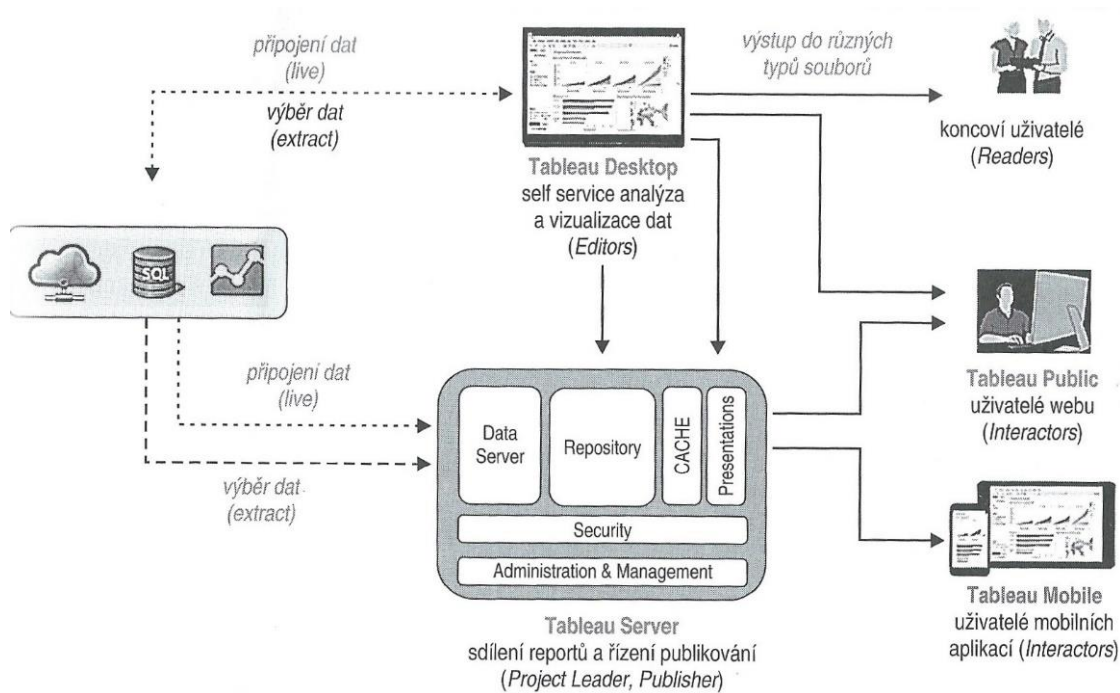 připojení dat
(live)
výběr dat
(extract)
výstup do různých
typů souborů
koncoví uživatelé
(Readers)
Tableau Desktop
self service analýza
a vizualizace dat
(Editors)
SQL
připojení dat
(live)
výběr dat
(extract)
Data
Server
Repository
CACHE
Presentations
Security
Administration & Management
Tableau Server
sdílení reportů a řízení publikování
(Project Leader, Publisher)
Tableau Public
uživatelé webu
(Interactors)
Tableau Mobile
uživatelé mobilních
aplikací (Interactors)